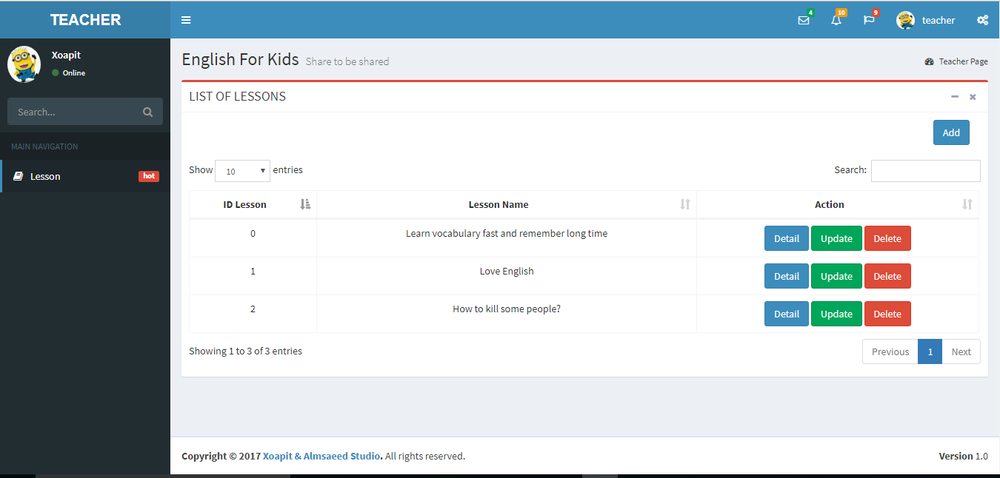 TEACHER
4
10
9
teacher
Xoapit
Online
Search...
MAIN NAVIGATION
Lesson
hot
English For Kids Share to be shared
Teacher Page
LIST OF LESSONS
Add
Show 10 entries
Search:
ID Lesson Lesson Name Action
0 Learn vocabulary fast and remember long time Detail Update Delete
1 Love English Detail Update Delete
2 How to kill some people? Detail Update Delete
Showing 1 to 3 of 3 entries
Previous 1 Next
Copyright © 2017 Xoapit & Almsaeed Studio. All rights reserved.
Version 1.0